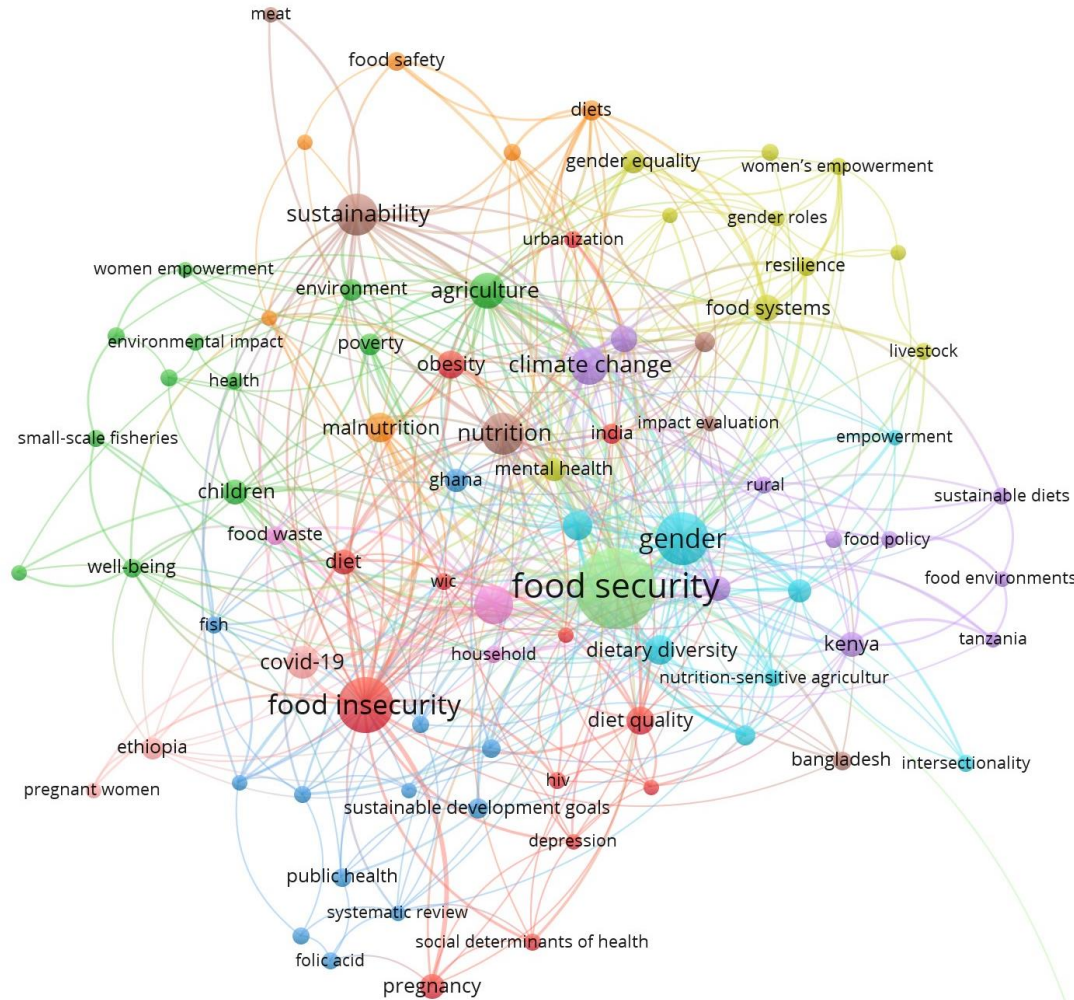 meat
food safety
diets
gender equality
women's empowerment
sustainability
gender roles
urbanization
women empowerment
resilience
environment
agriculture
food systems
environmental impact
poverty
livestock
obesity
climate change
health
malnutrition
nutrition
india
impact evaluation
small-scale fisheries
empowerment
mental health
ghana
rural
children
sustainable diets
food waste
gender
food policy
diet
well-being
wic
food security
food environments
fish
tanzania
household
dietary diversity
kenya
covid-19
nutrition-sensitive agricultur
food insecurity
diet quality
ethiopia
bangladesh
intersectionality
pregnant women
hiv
sustainable development goals
depression
public health
systematic review
social determinants of health
folic acid
pregnancy